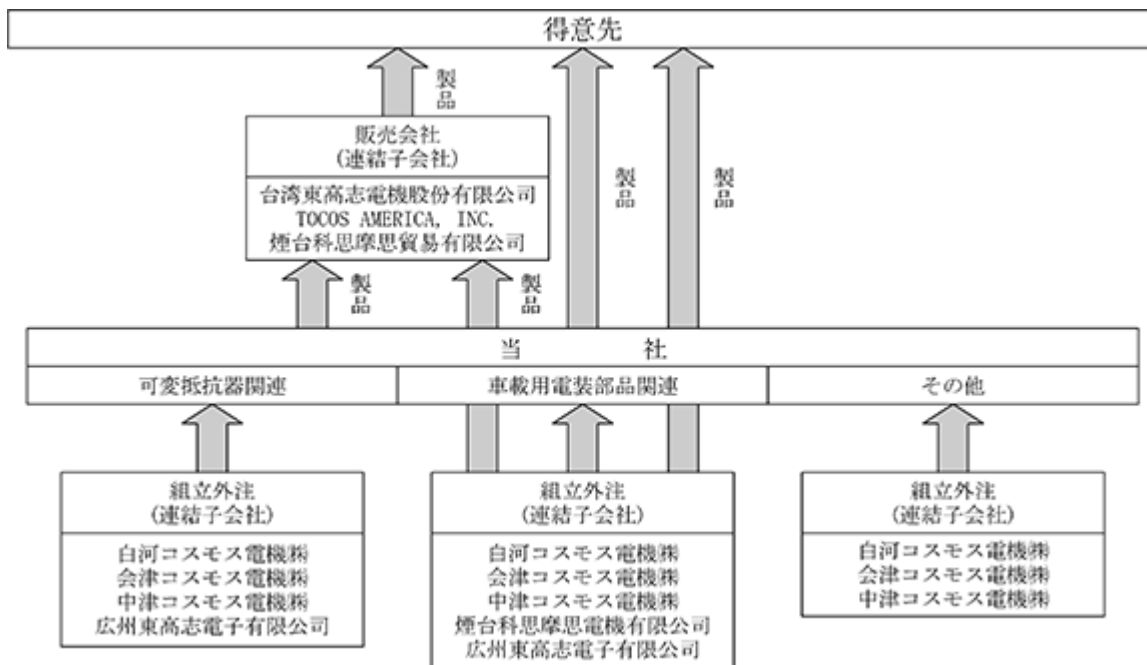 得意先
製品
販売会社
(連結子会社)
台湾東高志電機股份有限公司
TOCOS AMERICA, INC.
煙台科思摩思貿易有限公司
製品
製品
製品
製品
当社
可変抵抗器関連
車載用電装部品関連
その他
組立外注
(連結子会社)
白河コスモス電機㈱
会津コスモス電機㈱
中津コスモス電機㈱
広州東高志電子有限公司
組立外注
(連結子会社)
白河コスモス電機㈱
会津コスモス電機㈱
中津コスモス電機㈱
煙台科思摩思電機有限公司
広州東高志電子有限公司
組立外注
(連結子会社)
白河コスモス電機㈱
会津コスモス電機㈱
中津コスモス電機㈱